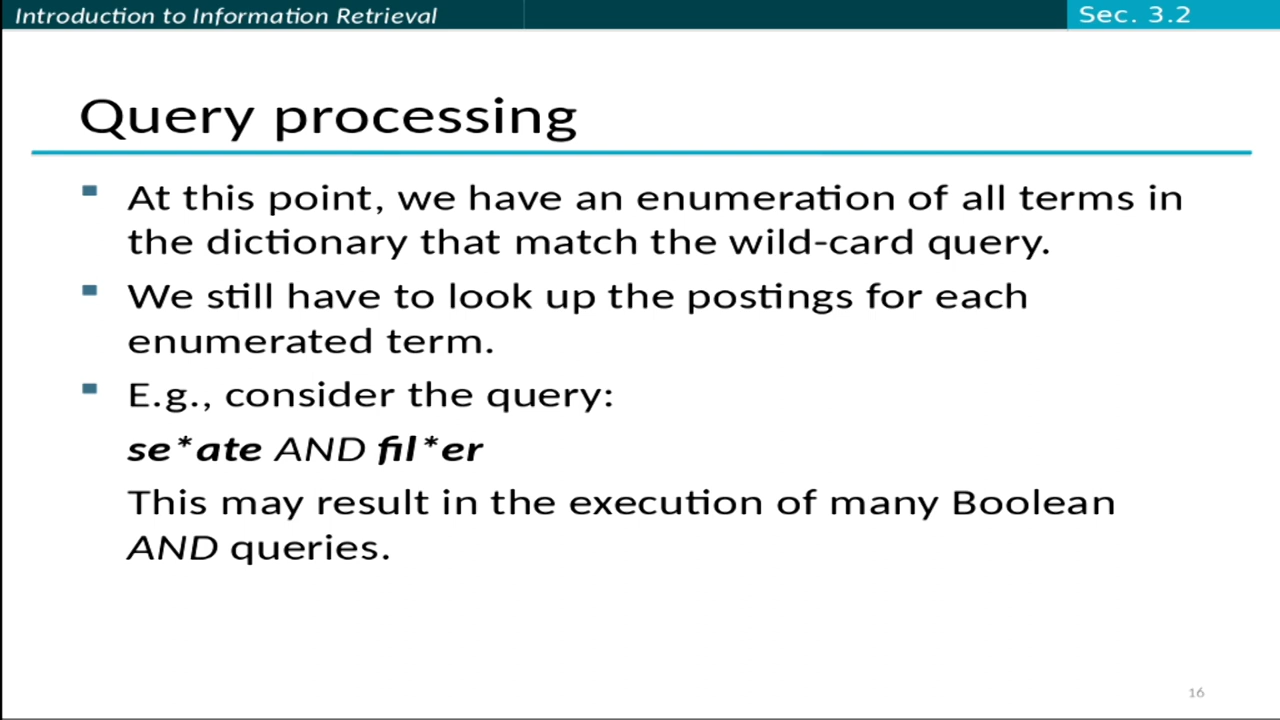 Introduction to Information Retrieval
Sec. 3.2
Query processing
At this point, we have an enumeration of all terms in
the dictionary that match the wild-card query.
We still have to look up the postings for each
enumerated term.
E.g., consider the query:
se*ate AND fil*er
This may result in the execution of many Boolean
AND queries.
16